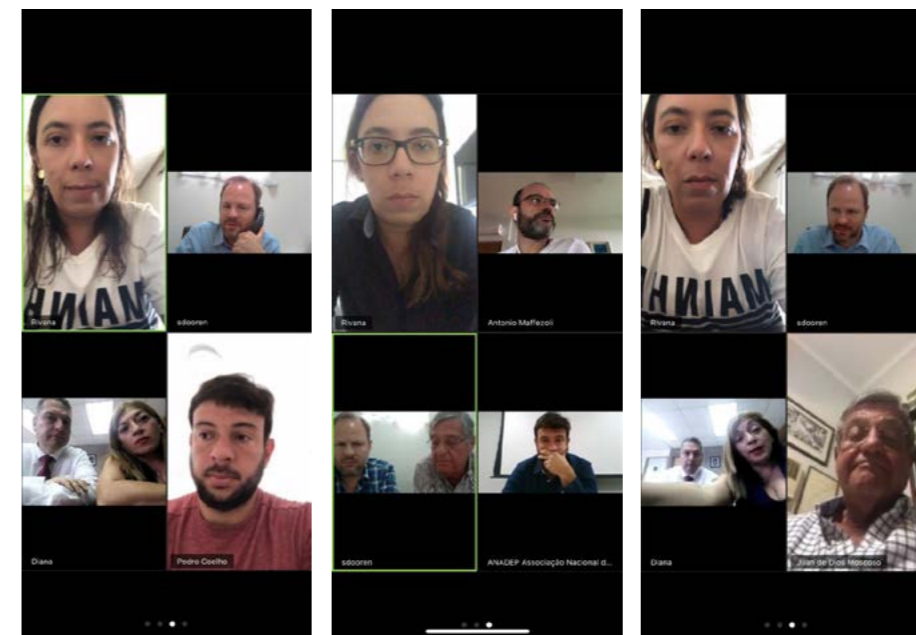 Rivana
sdooren
Diana
Pedro Coelho
Rivana
Antonio Maffezoli
sdooren
ANADEP Associação Nacional d...
MIAMI
Rivana
sdooren
Diana
Juan de Dios Moscoso